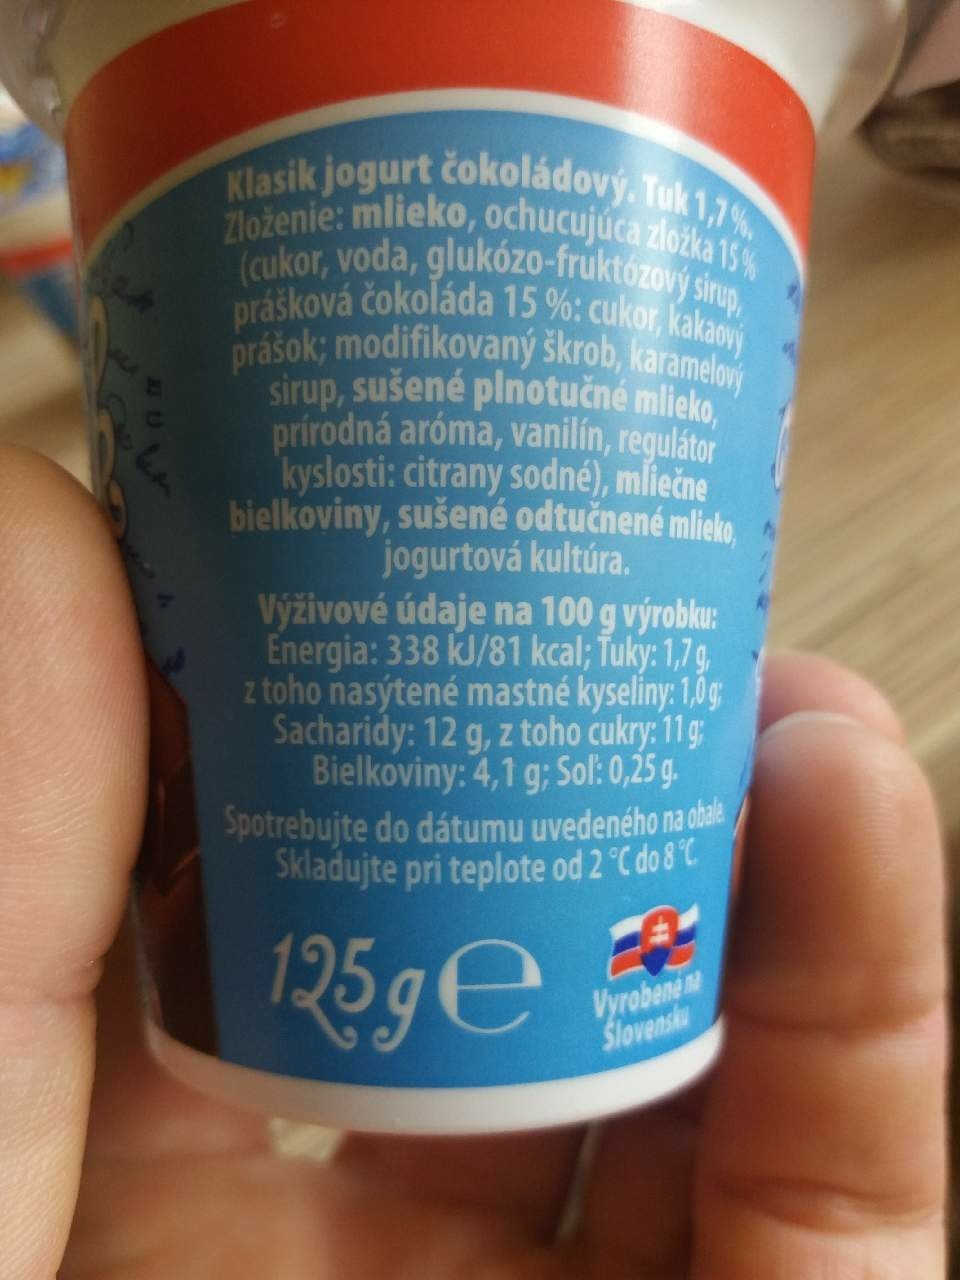 Klasik jogurt čokoládový. Tuk 1,7 %.
Zloženie: mlieko, ochucujúca zložka 15 %
(cukor, voda, glukózo-fruktózový sirup,
prášková čokoláda 15 %: cukor, kakaový
prášok; modifikovaný škrob, karamelový
sirup, sušené plnotučné mlieko,
prírodná aróma, vanilín, regulátor
kyslosti: citrany sodné), mliečne
bielkoviny, sušené odtučnené mlieko,
jogurtová kultúra.
Výživové údaje na 100 g výrobku:
Energia: 338 kJ/81 kcal; Tuky: 1,7 g,
z toho nasýtené mastné kyseliny: 1,0 g;
Sacharidy: 12 g, z toho cukry: 11 g;
Bielkoviny: 4,1 g; Soľ: 0,25 g.
Spotrebujte do dátumu uvedeného na obale.
Skladujte pri teplote od 2 °C do 8 °C.
125 g e
Vyrobené na
Slovensku